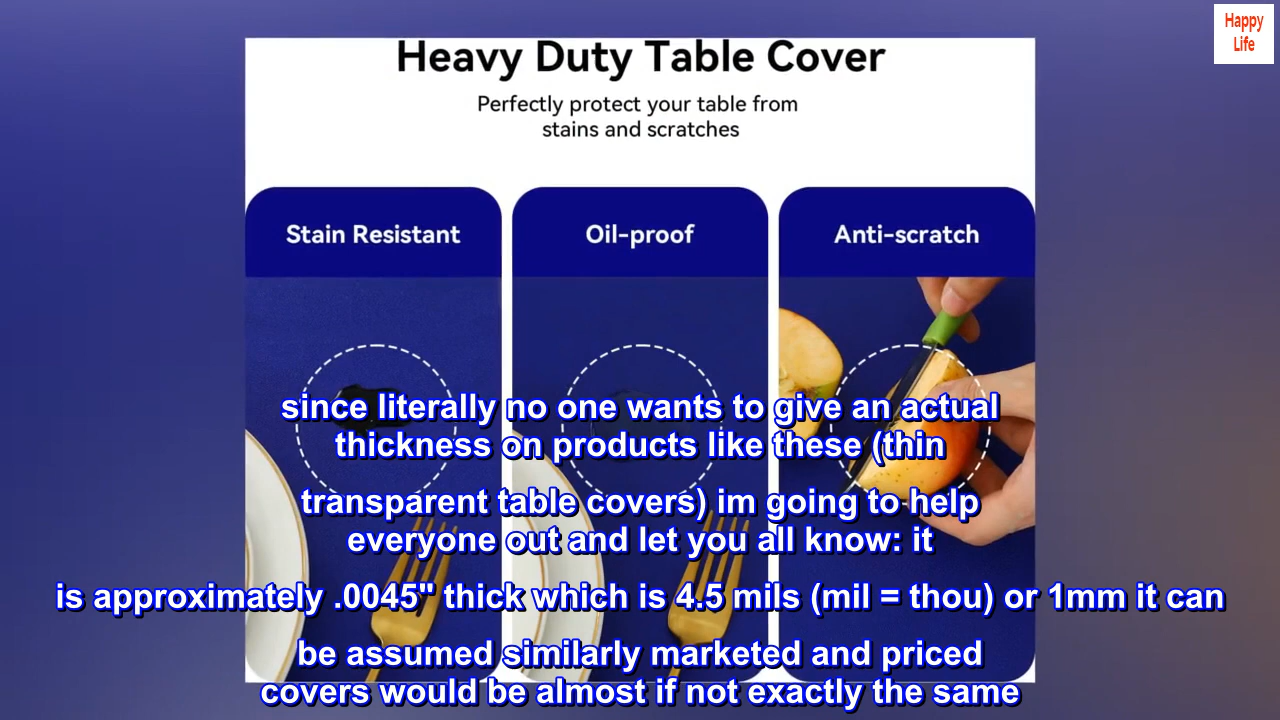 Happy
Life
Heavy Duty Table Cover
Perfectly protect your table from
stains and scratches
Stain Resistant
Oil-proof
Anti-scratch
since literally no one wants to give an actual
thickness on products like these (thin
transparent table covers) im going to help
everyone out and let you all know: it
is approximately .0045" thick which is 4.5 mils (mil = thou) or 1mm it can
be assumed similarly marketed and priced
covers would be almost if not exactly the same